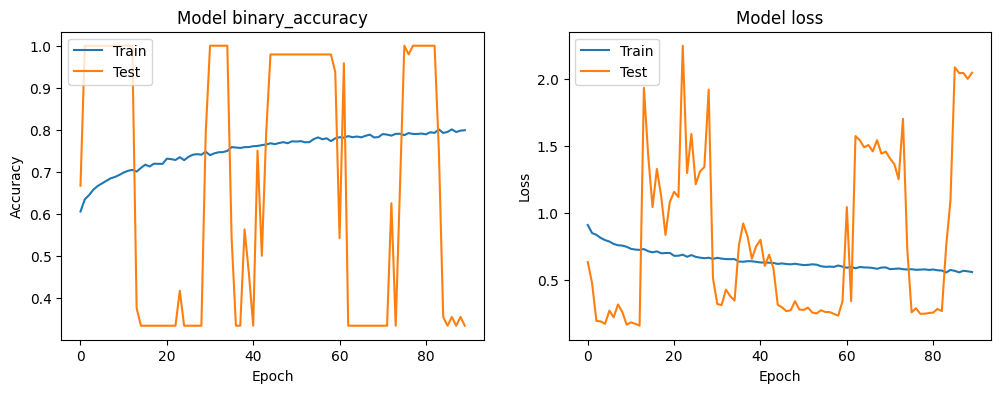 Model binary_accuracy
Train
Test
1.0
0.9
0.8
0.7
0.6
0.5
0.4
Accuracy
0
20
40
60
80
Epoch
Model loss
Train
Test
2.0
1.5
1.0
0.5
Loss
0
20
40
60
80
Epoch